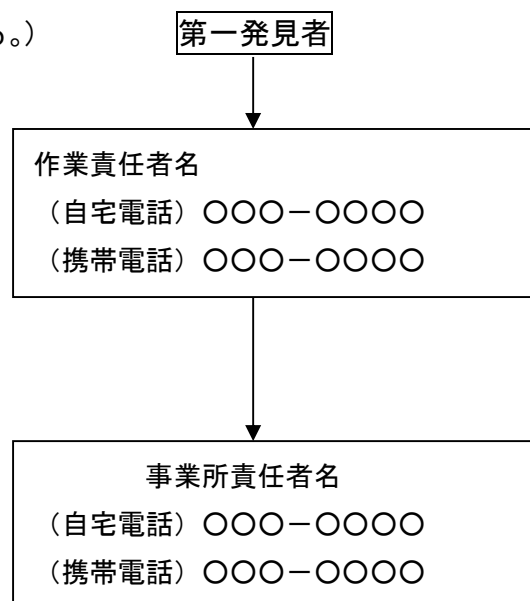 る。）
第一発見者
作業責任者名
（自宅電話）〇〇〇－〇〇〇〇
（携帯電話）〇〇〇－〇〇〇〇
事業所責任者名
（自宅電話）〇〇〇－〇〇〇〇
（携帯電話）〇〇〇－〇〇〇〇